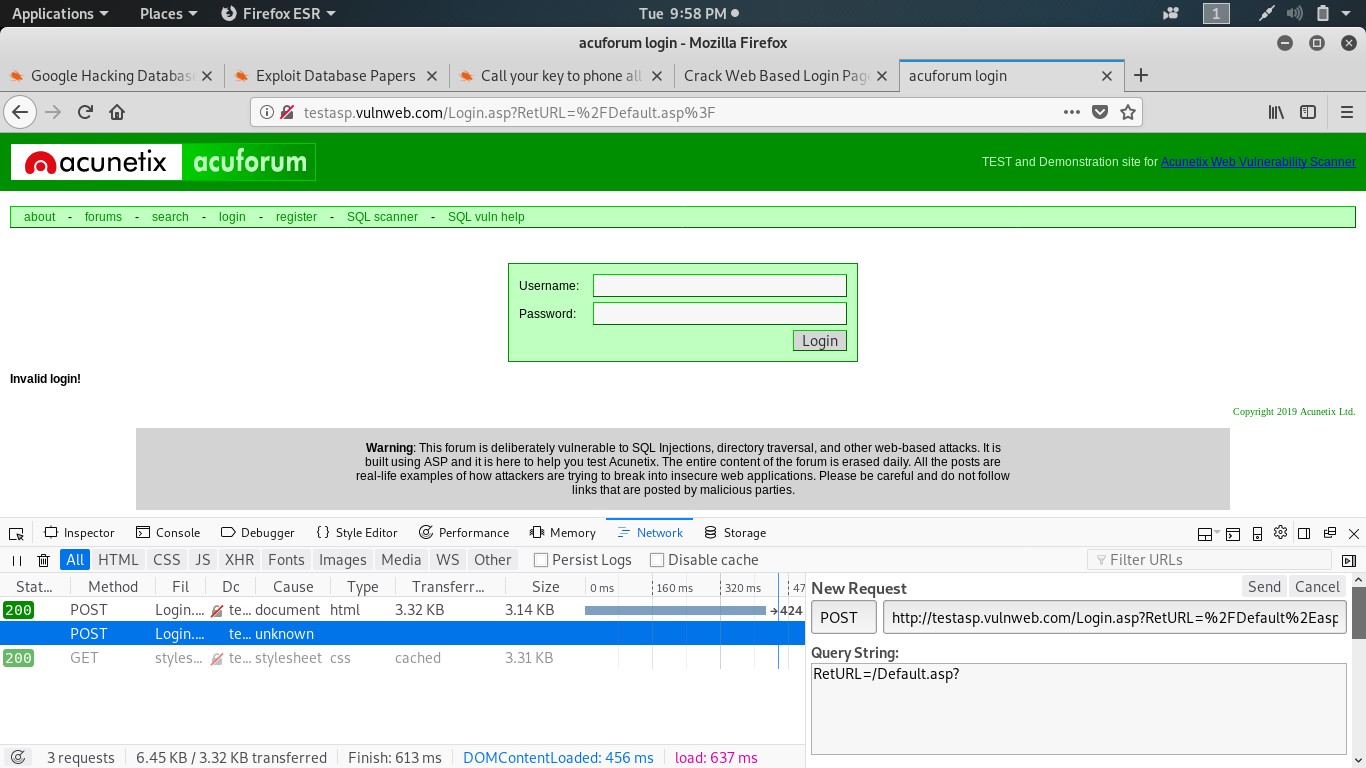 Applications Places Firefox ESR Tue 9:58 PM 1
acuforum login - Mozilla Firefox
Google Hacking Databas Exploit Database Papers Call your key to phone all Crack Web Based Login Page acuforum login
testasp.vulnweb.com/Login.asp?RetURL=%2FDefault.asp%3F
acunetix acuforum TEST and Demonstration site for Acunetix Web Vulnerability Scanner
about - forums - search - login - register - SQL scanner - SQL vuln help
Username:
Password:
Login
Invalid login!
Copyright 2019 Acunetix Ltd.
Warning: This forum is deliberately vulnerable to SQL Injections, directory traversal, and other web-based attacks. It is
built using ASP and it is here to help you test Acunetix. The entire content of the forum is erased daily. All the posts are
real-life examples of how attackers are trying to break into insecure web applications. Please be careful and do not follow
links that are posted by malicious parties.
Inspector Console Debugger {} Style Editor Performance Memory Network Storage
All HTML CSS JS XHR Fonts Images Media WS Other Persist Logs Disable cache Filter URLs
Stat... Method Fil Dc Cause Type Transferr... Size 0 ms 160 ms 320 ms 47
200 POST Login.... te... document html 3.32 KB 3.14 KB → 424
POST Login.... te... unknown
200 GET styles... te... stylesheet css cached 3.31 KB
3 requests 6.45 KB / 3.32 KB transferred Finish: 613 ms DOMContentLoaded: 456 ms load: 637 ms
New Request Send Cancel
POST http://testasp.vulnweb.com/Login.asp?RetURL=%2FDefault%2Easp
Query String:
RetURL=/Default.asp?